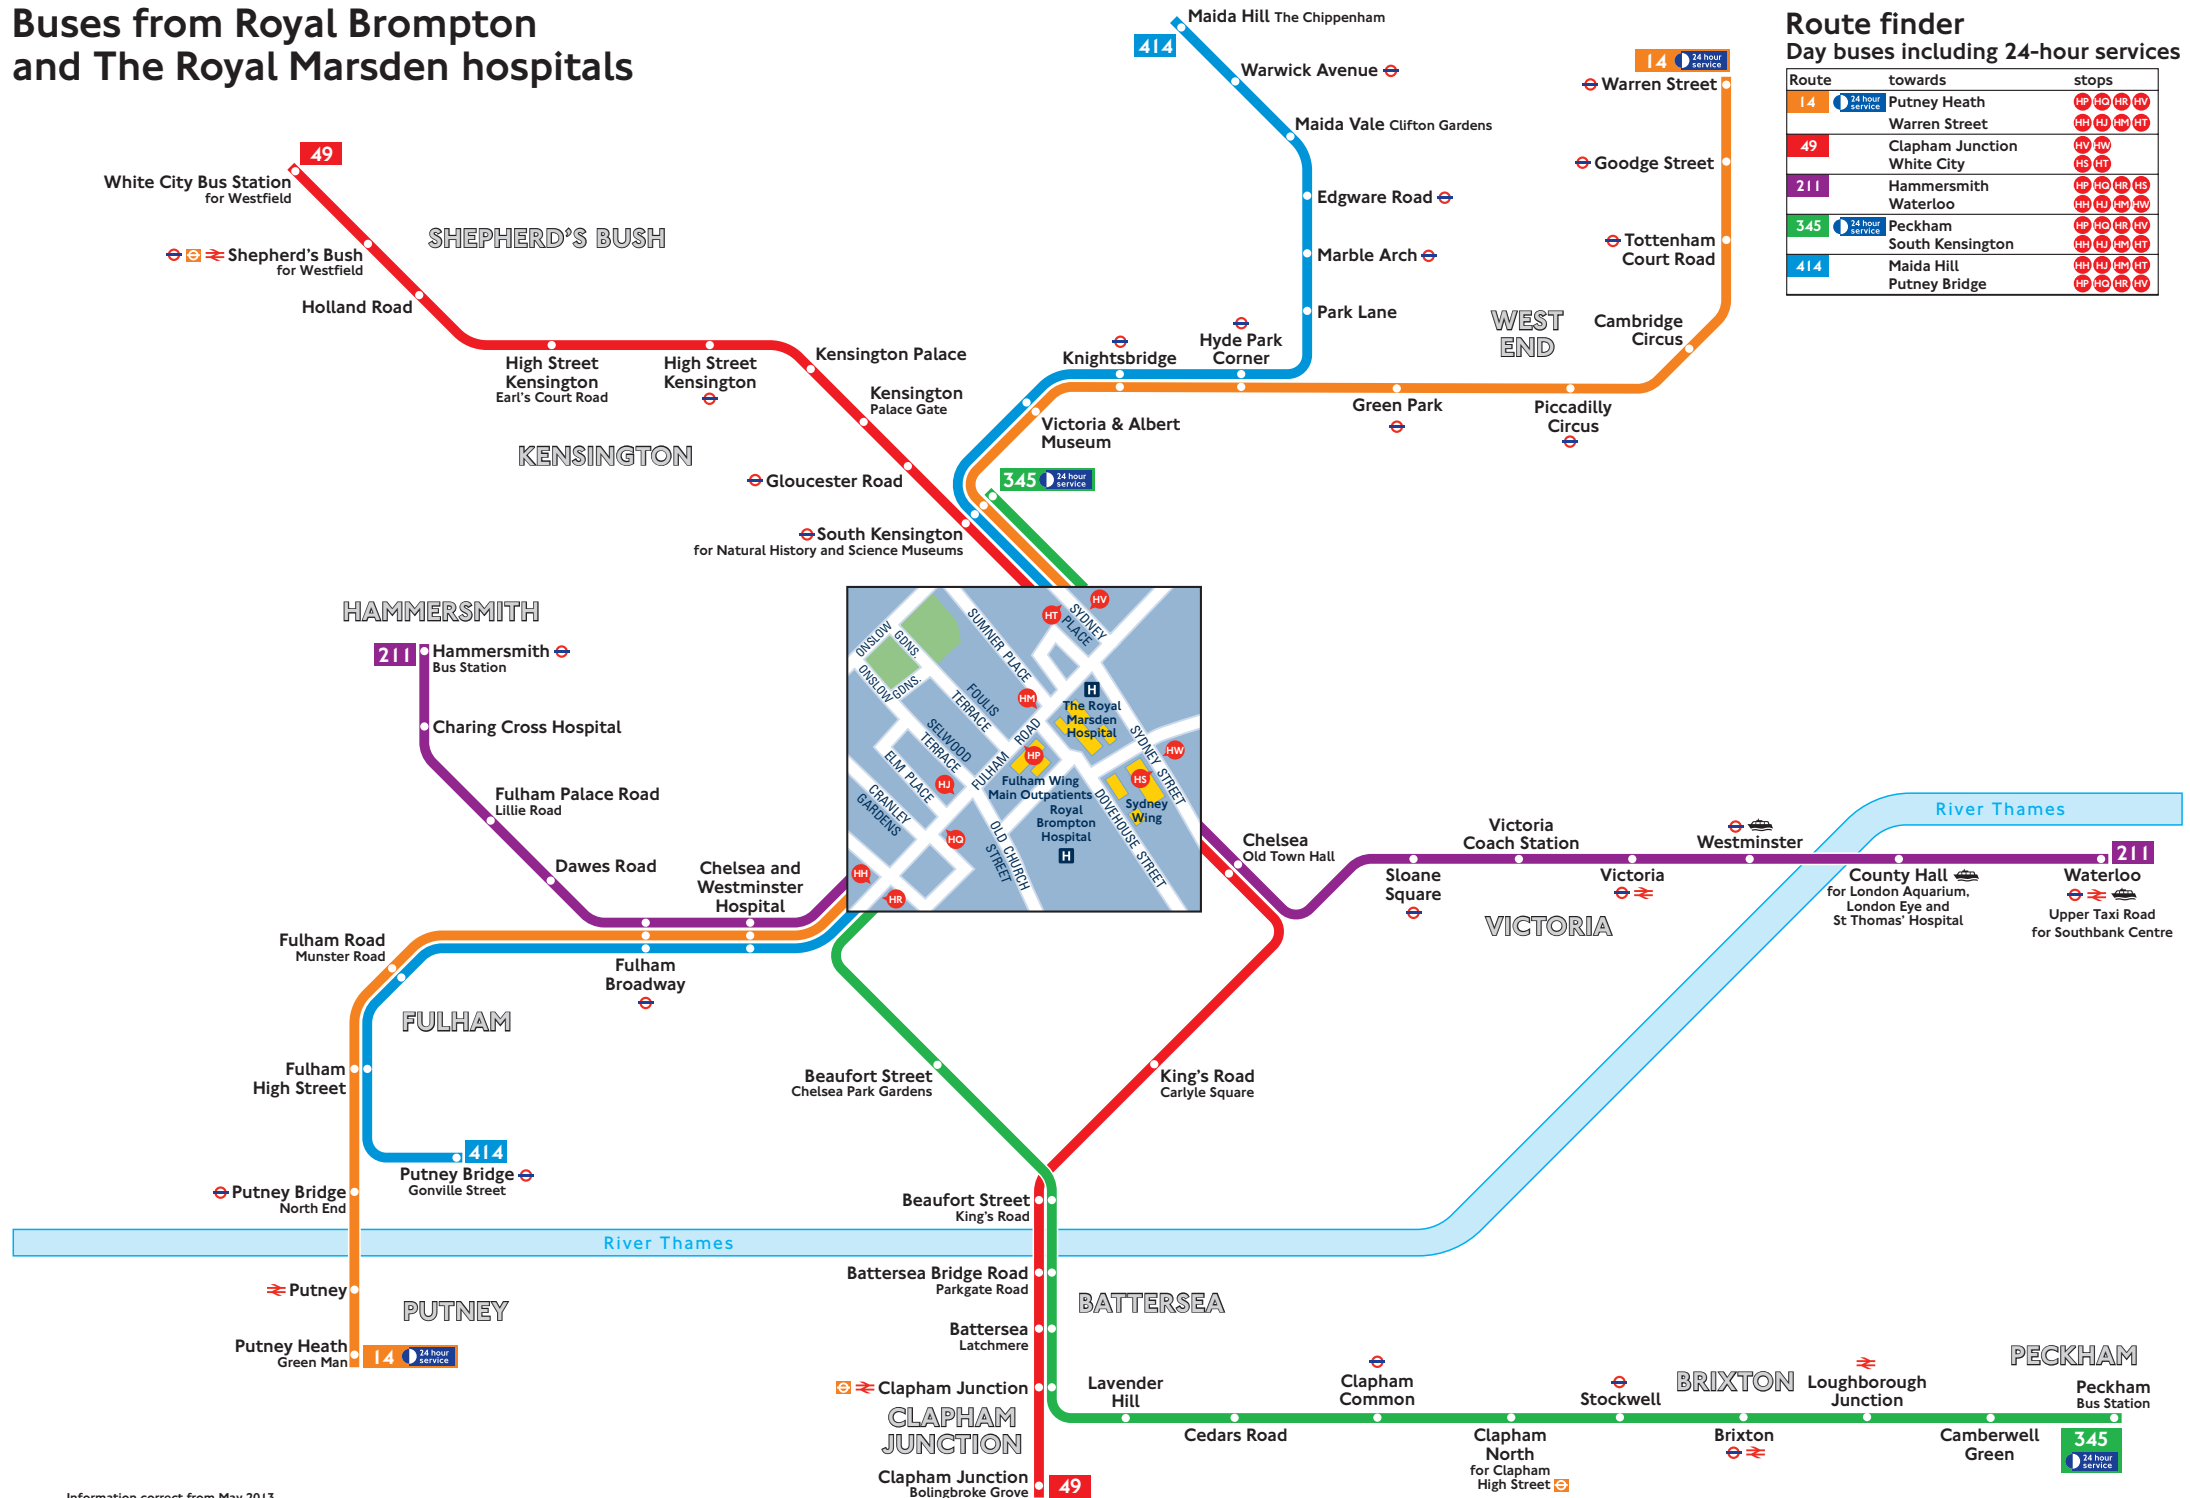 Buses from Royal Brompton
and The Royal Marsden hospitals
Route finder
Day buses including 24-hour services
Route towards stops
14 24 hour service Putney Heath HP HQ HR HV
Warren Street HH HJ HM HT
49 Clapham Junction HV HW
White City HS HT
211 Hammersmith HP HQ HR HS
Waterloo HH HJ HM HW
345 24 hour service Peckham HP HQ HR HV
South Kensington HH HJ HM HT
414 Maida Hill HH HJ HM HT
Putney Bridge HP HQ HR HV
414
Maida Hill The Chippenham
Warwick Avenue
Maida Vale Clifton Gardens
Edgware Road
Marble Arch
Park Lane
Hyde Park
Corner
Knightsbridge
14 24 hour
service
Warren Street
Goodge Street
Tottenham
Court Road
Cambridge
Circus
WEST
END
Piccadilly
Circus
Green Park
Victoria & Albert
Museum
49
White City Bus Station
for Westfield
SHEPHERD'S BUSH
Shepherd's Bush
for Westfield
Holland Road
High Street
Kensington
Earl's Court Road
High Street
Kensington
Kensington Palace
Kensington
Palace Gate
KENSINGTON
Gloucester Road
South Kensington
for Natural History and Science Museums
345 24 hour
service
HAMMERSMITH
211
Hammersmith
Bus Station
Charing Cross Hospital
Fulham Palace Road
Lillie Road
Dawes Road
Chelsea and
Westminster
Hospital
Fulham
Broadway
Fulham Road
Munster Road
FULHAM
Fulham
High Street
414
Putney Bridge
Gonville Street
Putney Bridge
North End
River Thames
Putney
PUTNEY
Putney Heath
Green Man
14 24 hour
service
ONSLOW
GDNS.
ONSLOW
GDNS.
SUMNER PLACE
SYDNEY
PLACE
HT
HV
FOULIS
TERRACE
HM
H
The Royal
Marsden
Hospital
SELWOOD
TERRACE
FULHAM ROAD
ELM PLACE
HJ
HP
Fulham Wing
Main Outpatients
Royal
Brompton
Hospital
H
SYDNEY STREET
HW
HS
Sydney
Wing
CRANLEY
GARDENS
HQ
OLD CHURCH
STREET
DOVEHOUSE STREET
HH
HR
Chelsea
Old Town Hall
Sloane
Square
Victoria
Coach Station
Victoria
VICTORIA
Westminster
River Thames
County Hall
for London Aquarium,
London Eye and
St Thomas' Hospital
211
Waterloo
Upper Taxi Road
for Southbank Centre
Beaufort Street
Chelsea Park Gardens
King's Road
Carlyle Square
Beaufort Street
King's Road
Battersea Bridge Road
Parkgate Road
BATTERSEA
Battersea
Latchmere
Clapham Junction
CLAPHAM
JUNCTION
Clapham Junction
Bolingbroke Grove
49
Lavender
Hill
Cedars Road
Clapham
Common
Clapham
North
for Clapham
High Street
Stockwell
BRIXTON
Brixton
Loughborough
Junction
Camberwell
Green
PECKHAM
Peckham
Bus Station
345
24 hour
service
Information correct from May 2013